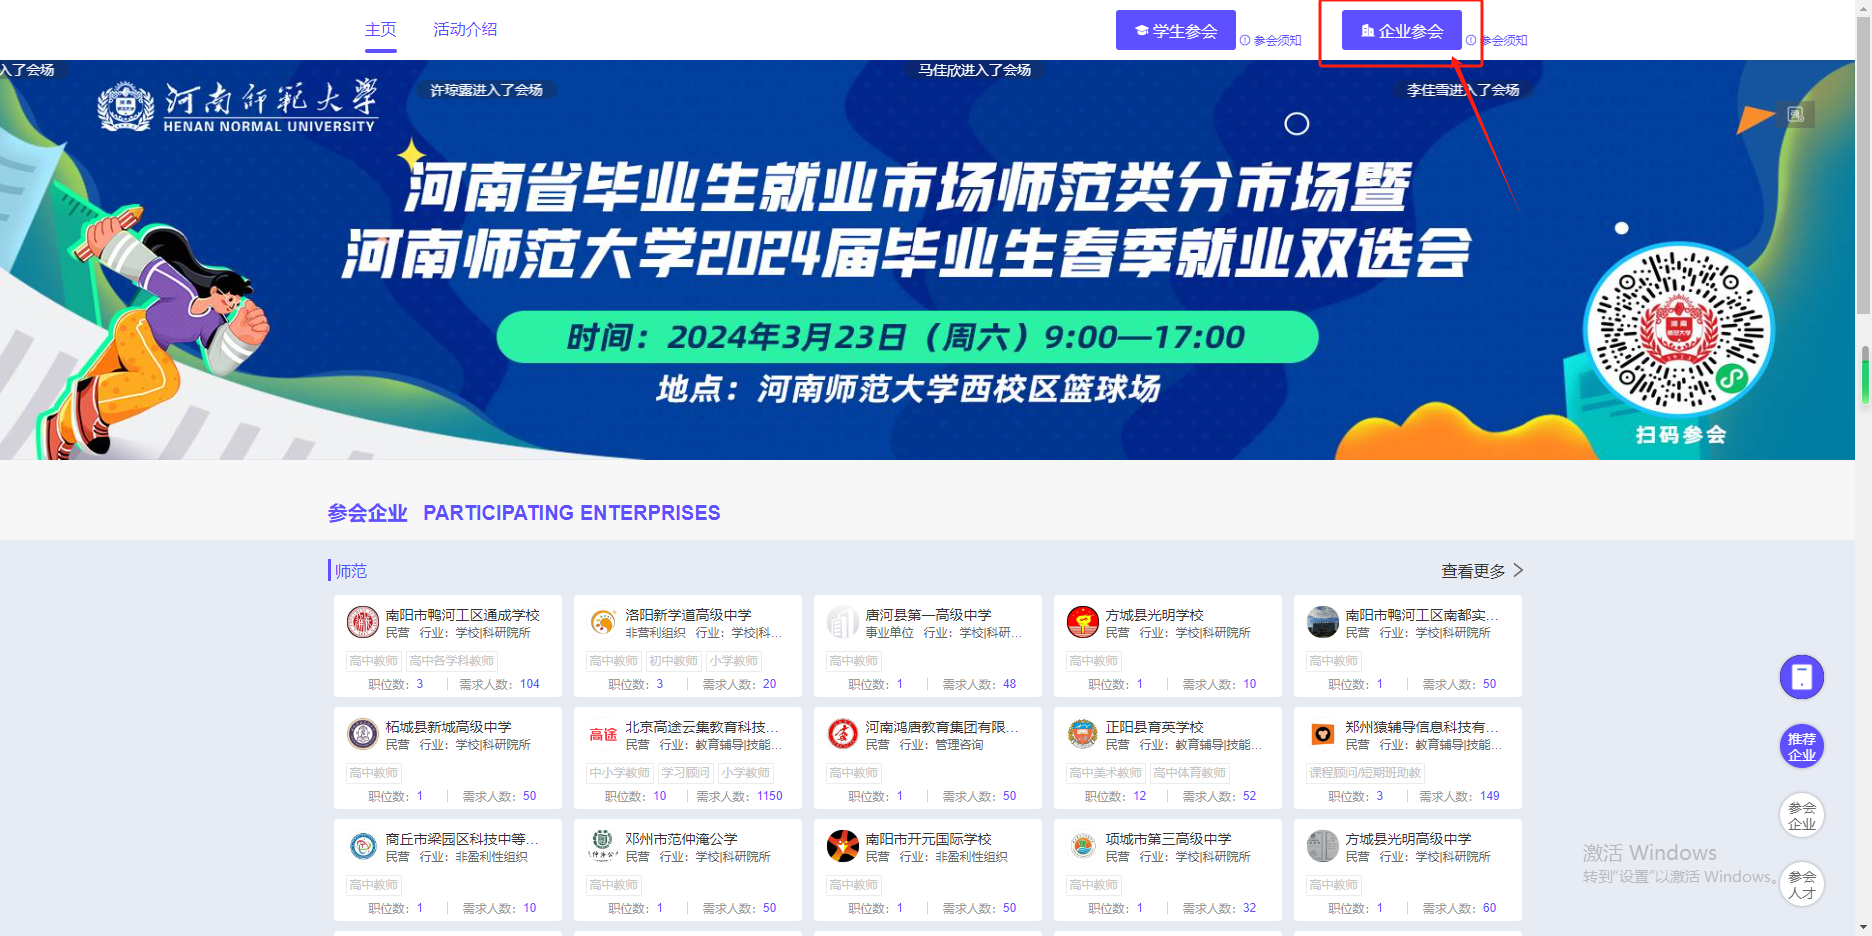 主页
活动介绍
学生参会
参会须知
企业参会
参会须知
入了会场
马佳欣进入了会场
许琼露进入了会场
李佳雪进入了会场
河南师范大学
HENAN NORMAL UNIVERSITY
弹
河南省毕业生就业市场师范类分市场暨
河南师范大学2024届毕业生春季就业双选会
时间：2024年3月23日（周六）9:00—17:00
地点：河南师范大学西校区篮球场
扫码参会
参会企业 PARTICIPATING ENTERPRISES
师范
查看更多
南阳市鸭河工区通成学校
民营 行业：学校|科研院所
高中教师 高中各学科教师
职位数：3 需求人数：104
洛阳新学道高级中学
非营利组织 行业：学校|科...
高中教师 初中教师 小学教师
职位数：3 需求人数：20
唐河县第一高级中学
事业单位 行业：学校|科研...
高中教师
职位数：1 需求人数：48
方城县光明学校
民营 行业：学校|科研院所
高中教师
职位数：1 需求人数：10
南阳市鸭河工区南都实...
民营 行业：学校|科研院所
高中教师
职位数：1 需求人数：50
柘城县新城高级中学
民营 行业：学校|科研院所
高中教师
职位数：1 需求人数：50
高途
北京高途云集教育科技...
民营 行业：教育辅导|技能...
中小学教师 学习顾问 小学教师
职位数：10 需求人数：1150
河南鸿唐教育集团有限...
民营 行业：管理咨询
高中教师
职位数：1 需求人数：50
正阳县育英学校
民营 行业：教育辅导|技能...
高中美术教师 高中体育教师
职位数：12 需求人数：52
郑州猿辅导信息科技有...
民营 行业：教育辅导|技能...
课程顾问/短期班助教
职位数：3 需求人数：149
商丘市梁园区科技中等...
民营 行业：非盈利性组织
高中教师
职位数：1 需求人数：10
邓州市范仲淹公学
民营 行业：学校|科研院所
高中教师
职位数：1 需求人数：50
南阳市开元国际学校
民营 行业：非盈利性组织
高中教师
职位数：1 需求人数：50
项城市第三高级中学
民营 行业：学校|科研院所
高中教师
职位数：1 需求人数：32
方城县光明高级中学
民营 行业：学校|科研院所
高中教师
职位数：1 需求人数：60
推荐
企业
参会
企业
参会
人才
激活 Windows
转到"设置"以激活 Windows。